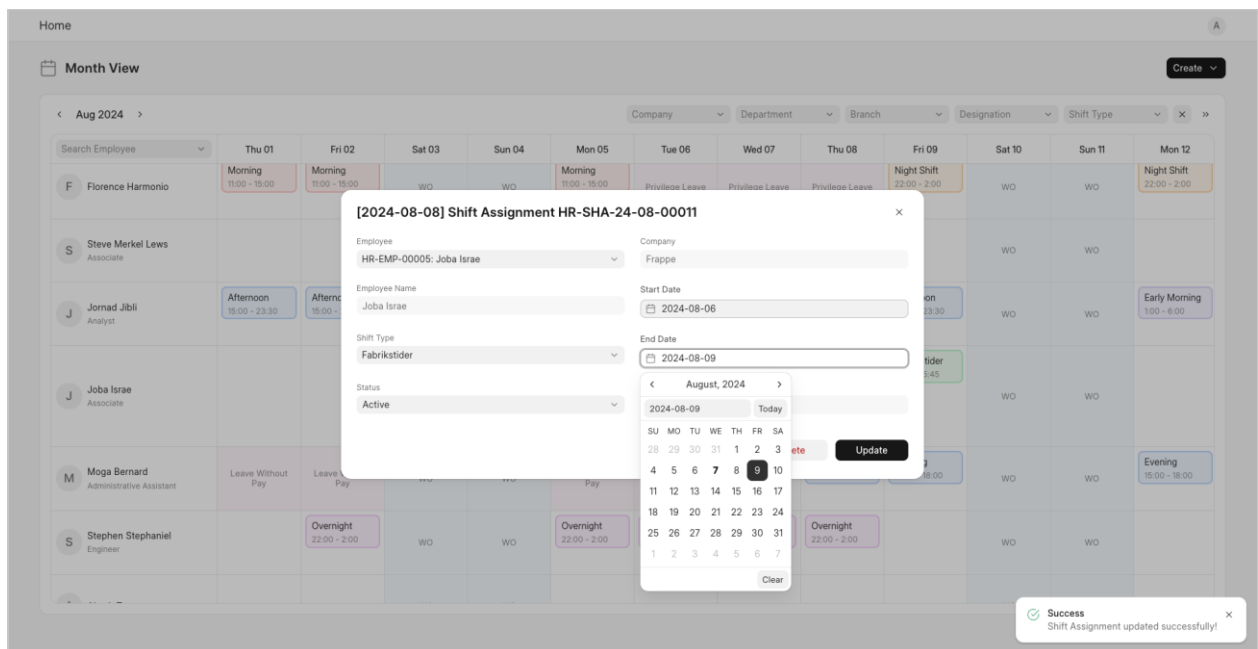 Home
A
Month View
Create
Aug 2024
Company
Department
Branch
Designation
Shift Type
Search Employee
Thu 01
Fri 02
Sat 03
Sun 04
Mon 05
Tue 06
Wed 07
Thu 08
Fri 09
Sat 10
Sun 11
Mon 12
F
Florence Harmonio
Morning
11:00 - 15:00
Morning
11:00 - 15:00
WO
WO
Morning
11:00 - 15:00
Privilege Leave
Privilege Leave
Privilege Leave
Night Shift
22:00 - 2:00
WO
WO
Night Shift
22:00 - 2:00
S
Steve Merkel Lews
Associate
WO
WO
J
Jornad Jibli
Analyst
Afternoon
15:00 - 23:30
15:00 -
23:30
WO
WO
Early Morning
1:00 - 6:00
J
Joba Israe
Associate
WO
WO
M
Moga Bernard
Administrative Assistant
Leave Without
Pay
Leave
Pay
WO
WO
Pay
18:00
WO
WO
Evening
15:00 - 18:00
S
Stephen Stephaniel
Engineer
Overnight
22:00 - 2:00
WO
WO
Overnight
22:00 - 2:00
Overnight
22:00 - 2:00
WO
WO
[2024-08-08] Shift Assignment HR-SHA-24-08-00011
Employee
HR-EMP-00005: Joba Israe
Company
Frappe
Employee Name
Joba Israe
Start Date
2024-08-06
Shift Type
Fabrikstider
End Date
2024-08-09
Status
Active
August, 2024
2024-08-09
Today
SU MO TU WE TH FR SA
28 29 30 31 1 2 3
4 5 6 7 8 9 10
11 12 13 14 15 16 17
18 19 20 21 22 23 24
25 26 27 28 29 30 31
1 2 3 4 5 6 7
Clear
Update
Success
Shift Assignment updated successfully!